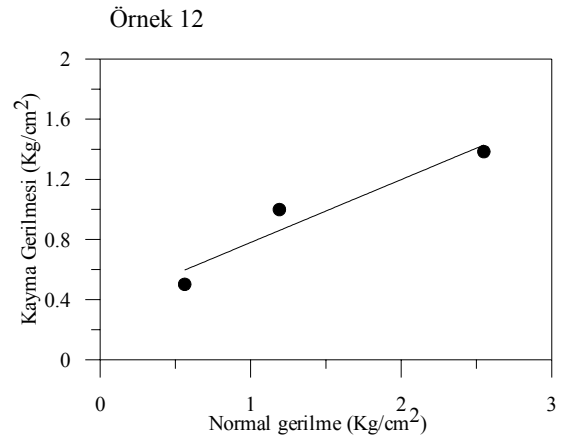 Örnek 12
Kayma Gerilmesi (Kg/cm²)
2
1.6
1.2
0.8
0.4
0
0 1 2 3
Normal gerilme (Kg/cm²)